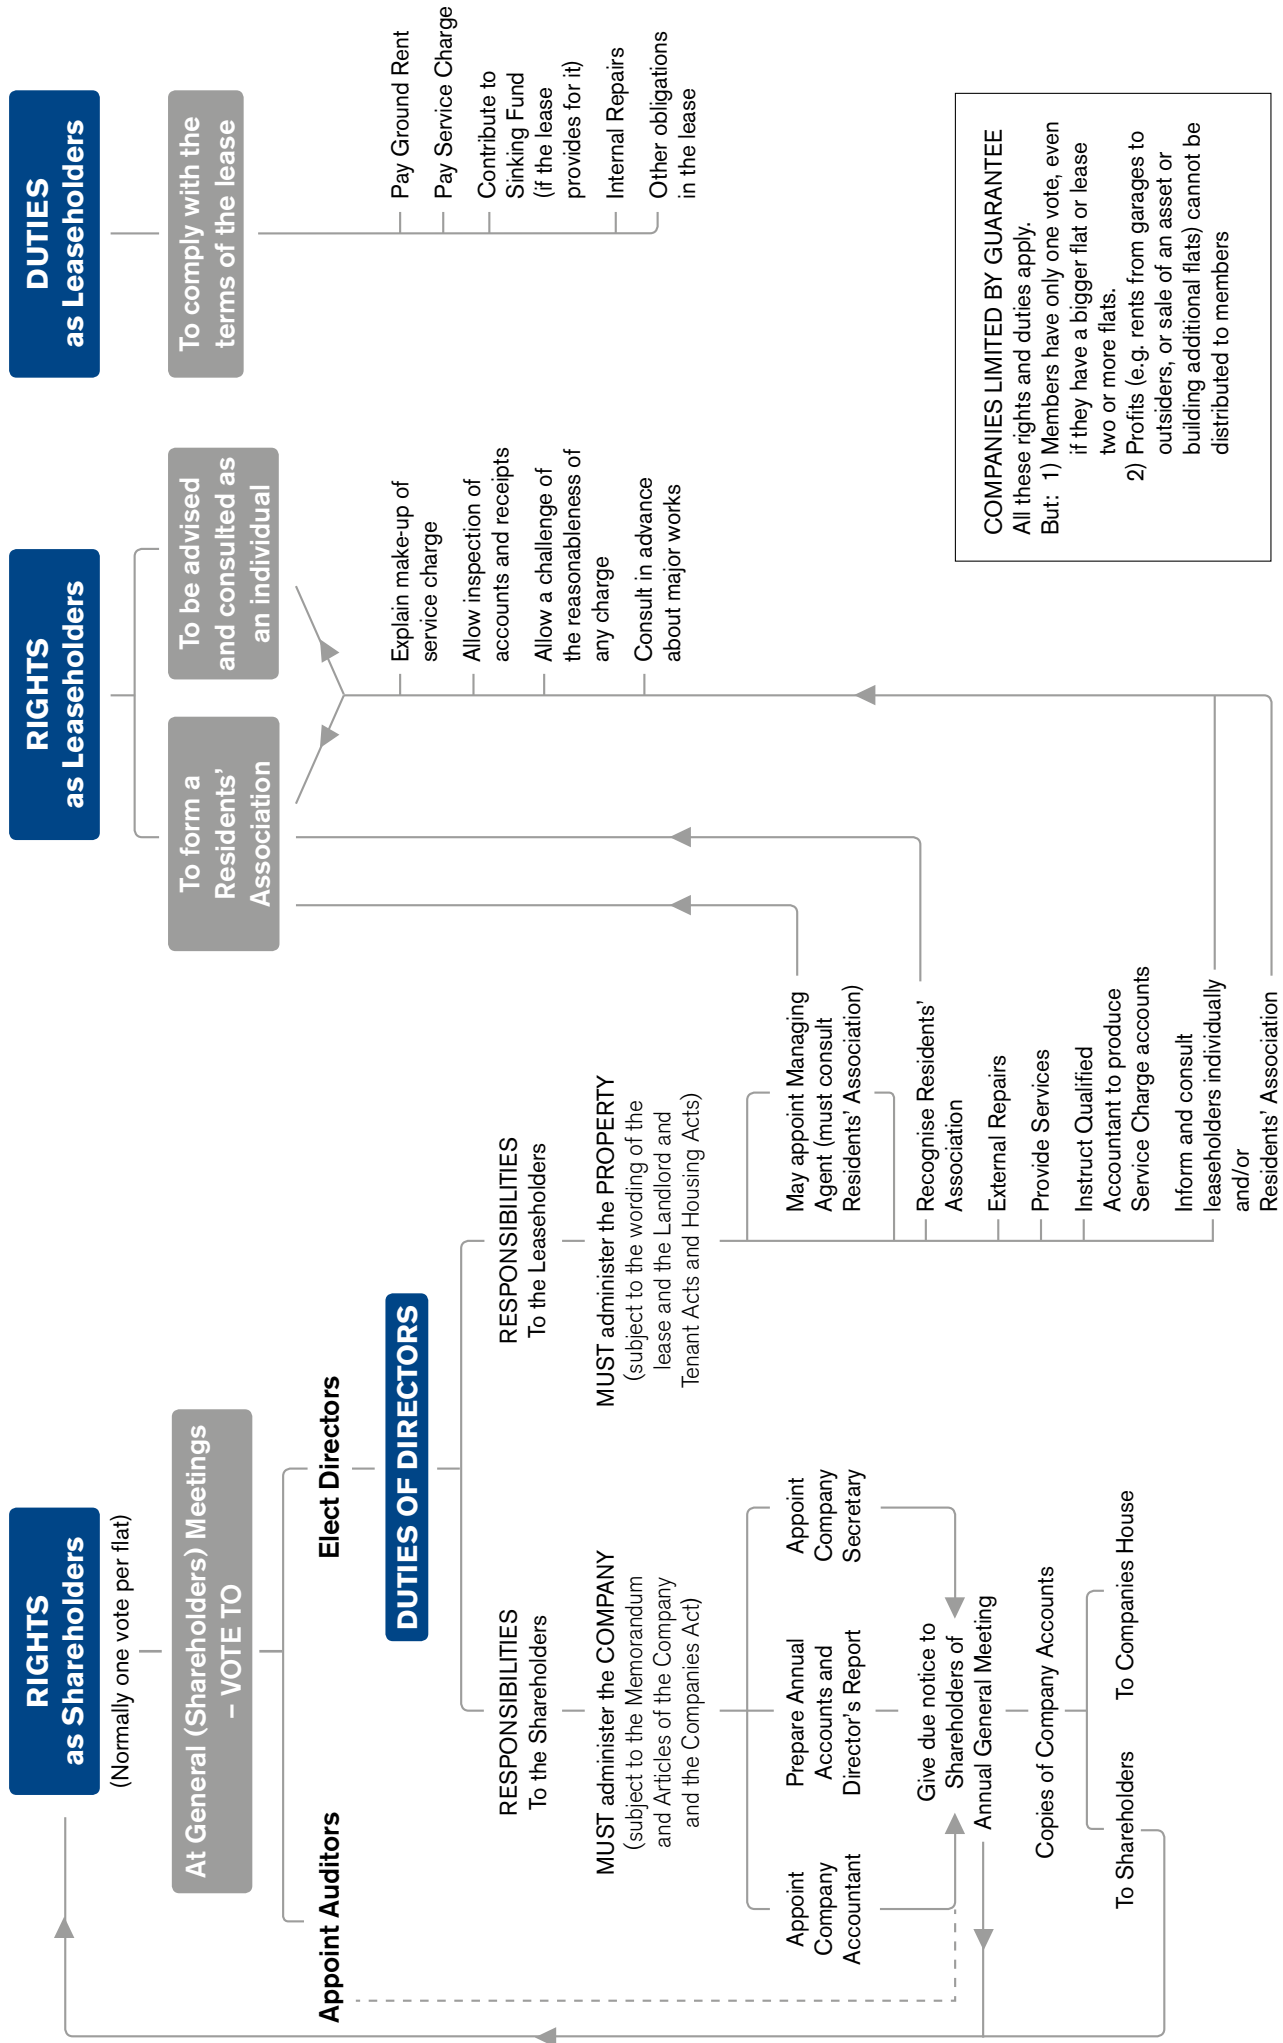 RIGHTS
as Shareholders
(Normally one vote per flat)
At General (Shareholders) Meetings
– VOTE TO
Appoint Auditors
Elect Directors
DUTIES OF DIRECTORS
RESPONSIBILITIES
To the Shareholders
MUST administer the COMPANY
(subject to the Memorandum
and Articles of the Company
and the Companies Act)
Appoint
Company
Accountant
Prepare Annual
Accounts and
Director's Report
Appoint
Company
Secretary
Give due notice to
Shareholders of
Annual General Meeting
Copies of Company Accounts
To Shareholders
To Companies House
RESPONSIBILITIES
To the Leaseholders
MUST administer the PROPERTY
(subject to the wording of the
lease and the Landlord and
Tenant Acts and Housing Acts)
May appoint Managing
Agent (must consult
Residents' Association)
Recognise Residents'
Association
External Repairs
Provide Services
Instruct Qualified
Accountant to produce
Service Charge accounts
Inform and consult
leaseholders individually
and/or
Residents' Association
RIGHTS
as Leaseholders
To form a
Residents'
Association
To be advised
and consulted as
an individual
Explain make-up of
service charge
Allow inspection of
accounts and receipts
Allow a challenge of
the reasonableness of
any charge
Consult in advance
about major works
DUTIES
as Leaseholders
To comply with the
terms of the lease
Pay Ground Rent
Pay Service Charge
Contribute to
Sinking Fund
(if the lease
provides for it)
Internal Repairs
Other obligations
in the lease
COMPANIES LIMITED BY GUARANTEE
All these rights and duties apply.
But: 1) Members have only one vote, even
if they have a bigger flat or lease
two or more flats.
2) Profits (e.g. rents from garages to
outsiders, or sale of an asset or
building additional flats) cannot be
distributed to members